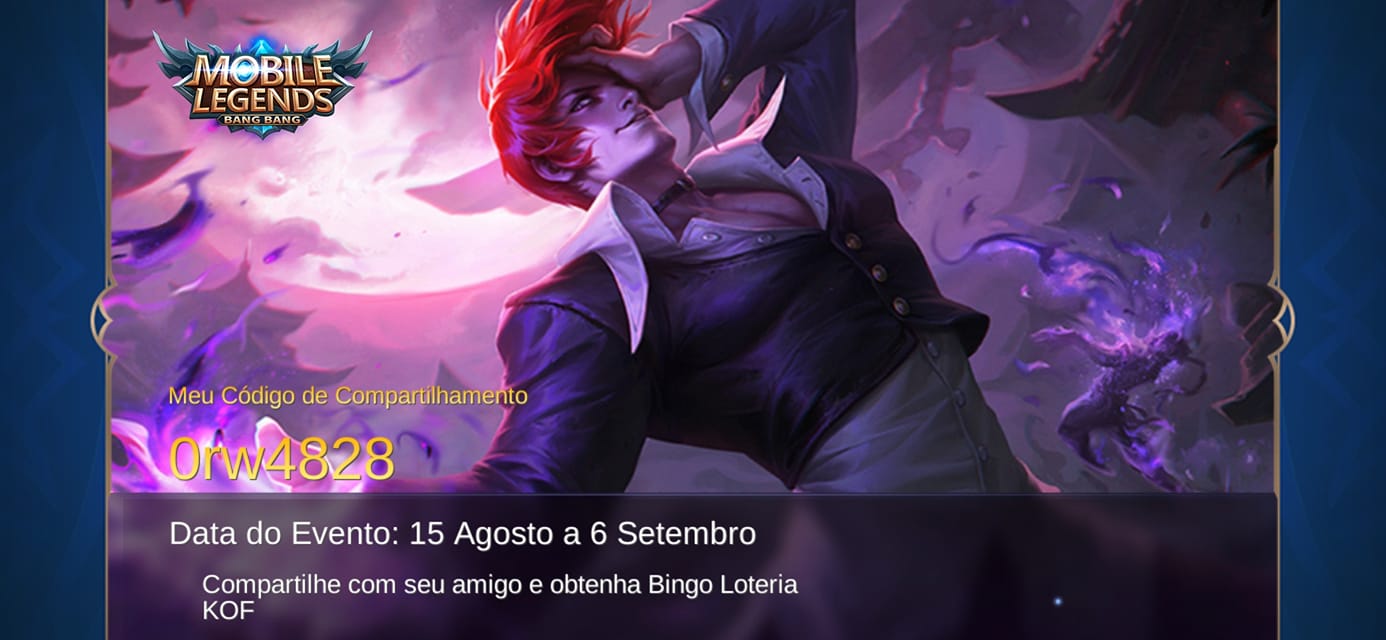 MOBILE
LEGENDS
BANG BANG
Meu Código de Compartilhamento
0rw4828
Data do Evento: 15 Agosto a 6 Setembro
Compartilhe com seu amigo e obtenha Bingo Loteria
KOF